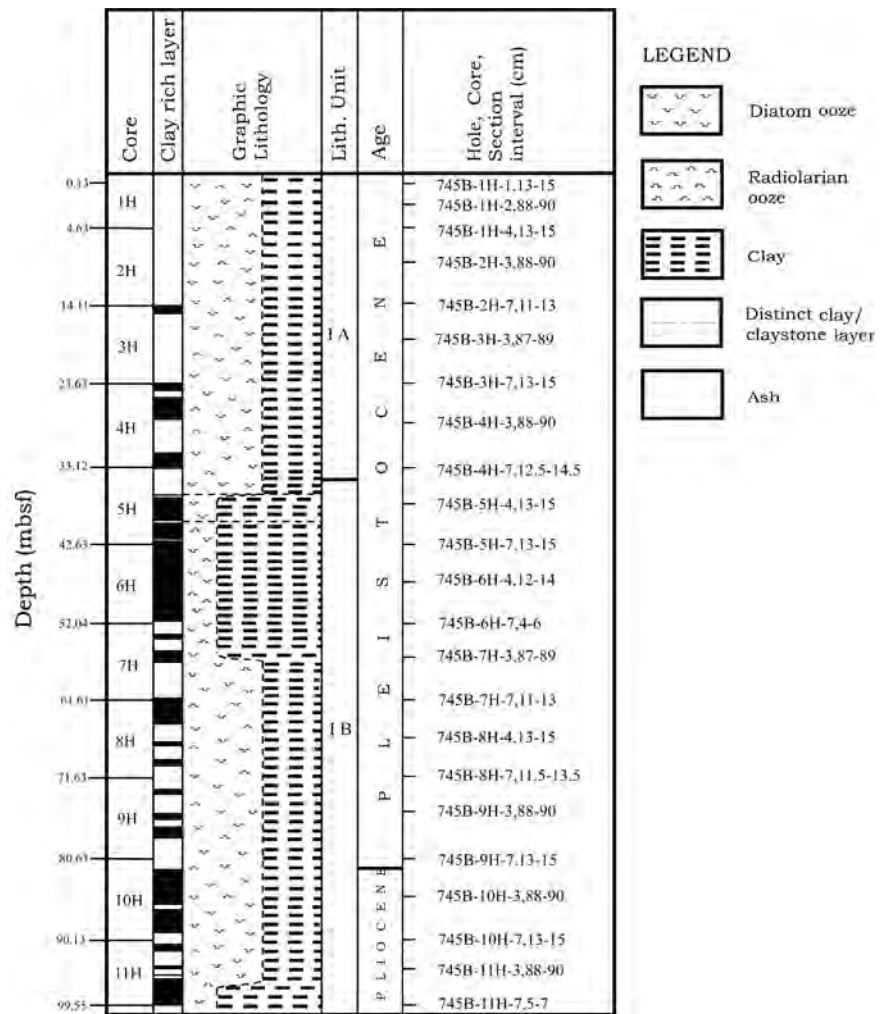 Core
Clay rich layer
Graphic
Lithology
Lith. Unit
Age
Hole, Core,
Section
interval (cm)
Depth (mbsf)
0.13
4.63
14.11
23.63
33.12
42.63
52.04
61.61
71.63
80.63
90.13
99.55
1H
2H
3H
4H
5H
6H
7H
8H
9H
10H
11H
I A
I B
PLEISTOCENE
PLIOCENE
745B-1H-1,13-15
745B-1H-2,88-90
745B-1H-4,13-15
745B-2H-3,88-90
745B-2H-7,11-13
745B-3H-3,87-89
745B-3H-7,13-15
745B-4H-3,88-90
745B-4H-7,12.5-14.5
745B-5H-4,13-15
745B-5H-7,13-15
745B-6H-4,12-14
745B-6H-7,4-6
745B-7H-3,87-89
745B-7H-7,11-13
745B-8H-4,13-15
745B-8H-7,11.5-13.5
745B-9H-3,88-90
745B-9H-7,13-15
745B-10H-3,88-90
745B-10H-7,13-15
745B-11H-3,88-90
745B-11H-7,5-7
LEGEND
Diatom ooze
Radiolarian
ooze
Clay
Distinct clay/
claystone layer
Ash